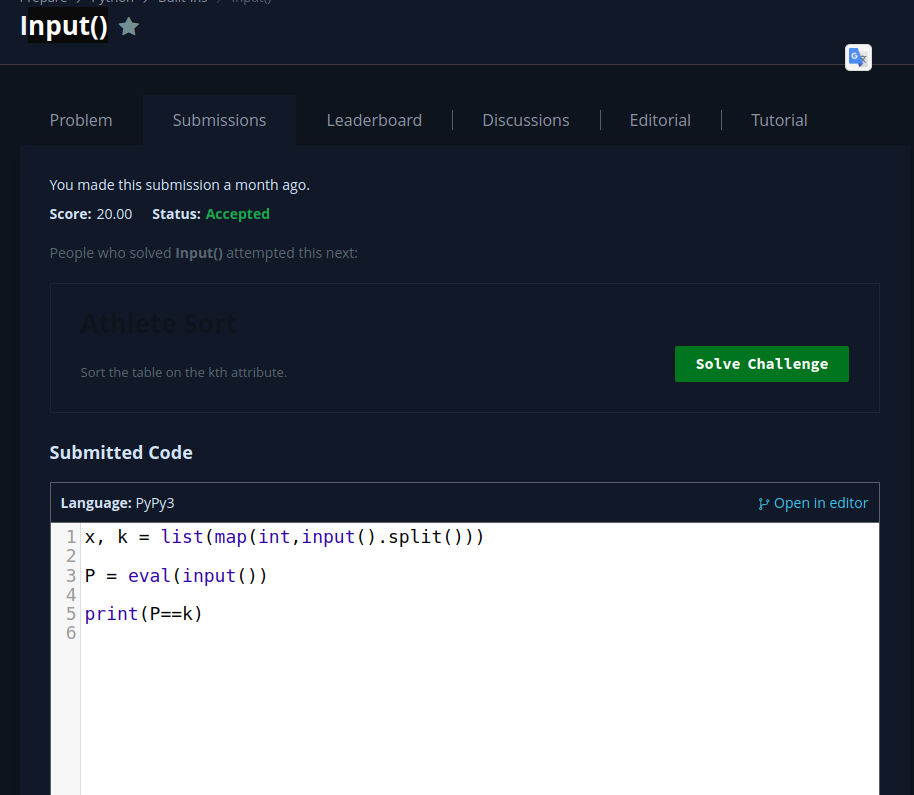 Prepare > Python > Built-Ins > Input()
Input()
Problem
Submissions
Leaderboard
Discussions
Editorial
Tutorial
You made this submission a month ago.
Score: 20.00 Status: Accepted
People who solved Input() attempted this next:
Athlete Sort
Sort the table on the kth attribute.
Solve Challenge
Submitted Code
Language: PyPy3
Open in editor
1 x, k = list(map(int,input().split()))
2
3 P = eval(input())
4
5 print(P==k)
6